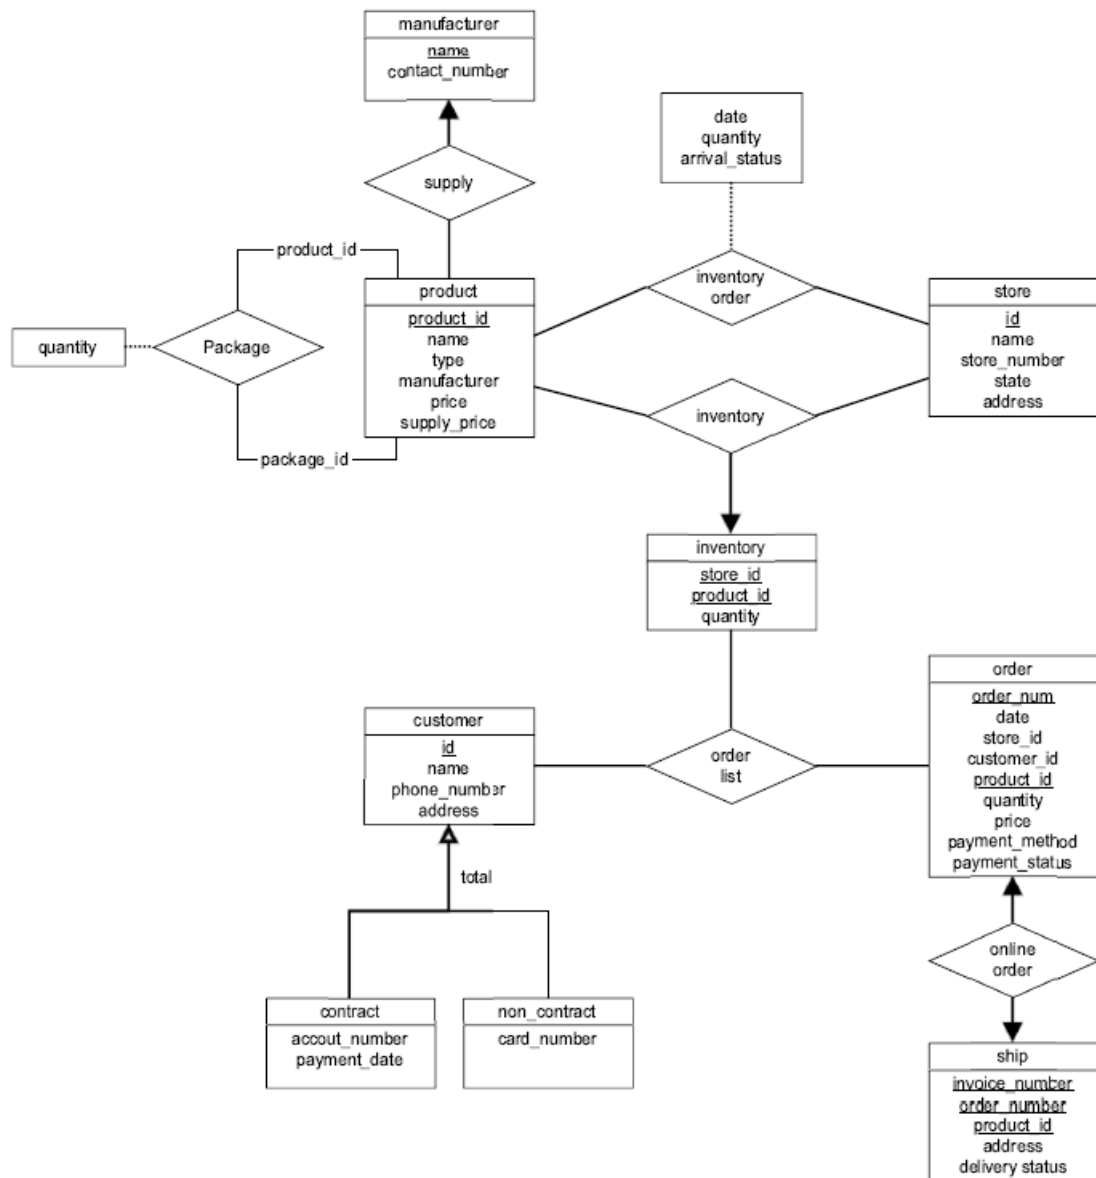 manufacturer
name
contact_number
date
quantity
arrival_status
supply
product_id
product
product_id
name
type
manufacturer
price
supply_price
inventory
order
store
id
name
store_number
state
address
quantity
Package
inventory
package_id
inventory
store_id
product_id
quantity
order
order_num
date
store_id
customer_id
product_id
quantity
price
payment_method
payment_status
customer
id
name
phone_number
address
order
list
total
online
order
contract
accout_number
payment_date
non_contract
card_number
ship
invoice_number
order_number
product_id
address
delivery status